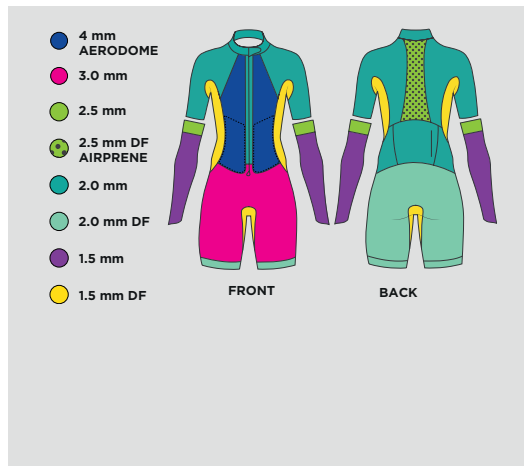 4 mm
AERODOME
3.0 mm
2.5 mm
2.5 mm DF
AIRPRENE
2.0 mm
2.0 mm DF
1.5 mm
1.5 mm DF
FRONT
BACK